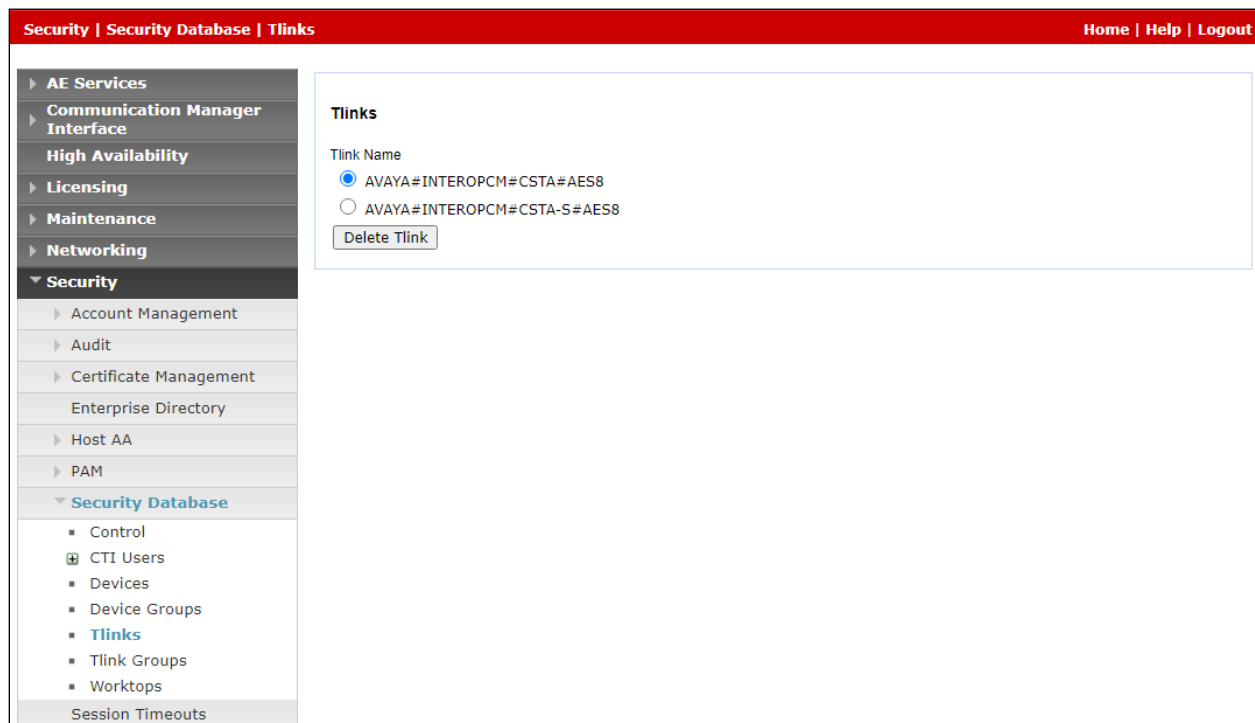 Security | Security Database | Tlinks
Home | Help | Logout
AE Services
Communication Manager
Interface
High Availability
Licensing
Maintenance
Networking
Security
Account Management
Audit
Certificate Management
Enterprise Directory
Host AA
PAM
Security Database
Control
CTI Users
Devices
Device Groups
Tlinks
Tlink Groups
Worktops
Session Timeouts
Tlinks
Tlink Name
AVAYA#INTEROPCM#CSTA#AES8
AVAYA#INTEROPCM#CSTA-S#AES8
Delete Tlink